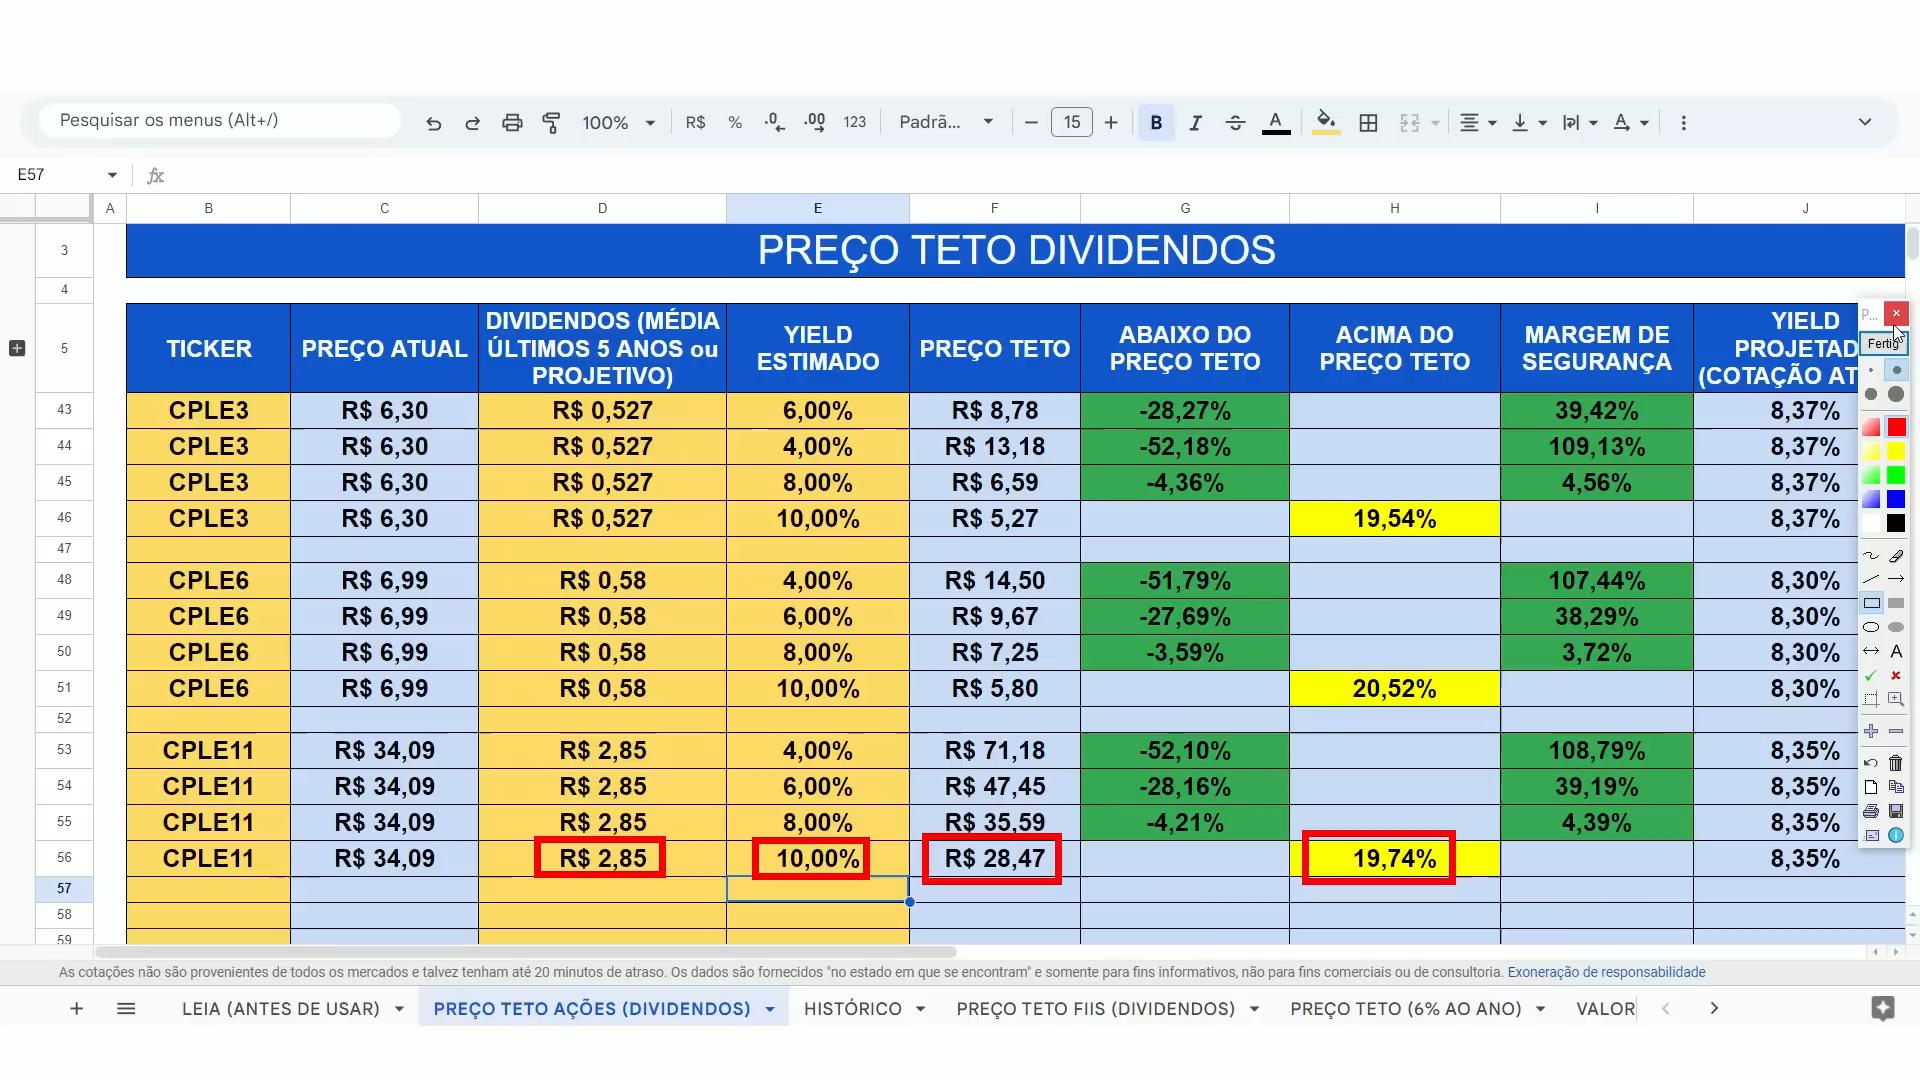 Pesquisar os menus (Alt+/)
100%
R$ % .0 .00 123
Padrã...
15
B I A
E57
fx
A B C D E F G H I J
3 PREÇO TETO DIVIDENDOS
4
5 TICKER PREÇO ATUAL DIVIDENDOS (MÉDIA ÚLTIMOS 5 ANOS ou PROJETIVO) YIELD ESTIMADO PREÇO TETO ABAIXO DO PREÇO TETO ACIMA DO PREÇO TETO MARGEM DE SEGURANÇA YIELD PROJETAD (COTAÇÃO AT
P...
Fertig
43 CPLE3 R$ 6,30 R$ 0,527 6,00% R$ 8,78 -28,27% 39,42% 8,37%
44 CPLE3 R$ 6,30 R$ 0,527 4,00% R$ 13,18 -52,18% 109,13% 8,37%
45 CPLE3 R$ 6,30 R$ 0,527 8,00% R$ 6,59 -4,36% 4,56% 8,37%
46 CPLE3 R$ 6,30 R$ 0,527 10,00% R$ 5,27 19,54% 8,37%
47
48 CPLE6 R$ 6,99 R$ 0,58 4,00% R$ 14,50 -51,79% 107,44% 8,30%
49 CPLE6 R$ 6,99 R$ 0,58 6,00% R$ 9,67 -27,69% 38,29% 8,30%
50 CPLE6 R$ 6,99 R$ 0,58 8,00% R$ 7,25 -3,59% 3,72% 8,30%
51 CPLE6 R$ 6,99 R$ 0,58 10,00% R$ 5,80 20,52% 8,30%
52
53 CPLE11 R$ 34,09 R$ 2,85 4,00% R$ 71,18 -52,10% 108,79% 8,35%
54 CPLE11 R$ 34,09 R$ 2,85 6,00% R$ 47,45 -28,16% 39,19% 8,35%
55 CPLE11 R$ 34,09 R$ 2,85 8,00% R$ 35,59 -4,21% 4,39% 8,35%
56 CPLE11 R$ 34,09 R$ 2,85 10,00% R$ 28,47 19,74% 8,35%
57
58
59
As cotações não são provenientes de todos os mercados e talvez tenham até 20 minutos de atraso. Os dados são fornecidos "no estado em que se encontram" e somente para fins informativos, não para fins comerciais ou de consultoria. Exoneração de responsabilidade
LEIA (ANTES DE USAR) PREÇO TETO AÇÕES (DIVIDENDOS) HISTÓRICO PREÇO TETO FIIS (DIVIDENDOS) PREÇO TETO (6% AO ANO) VALOR